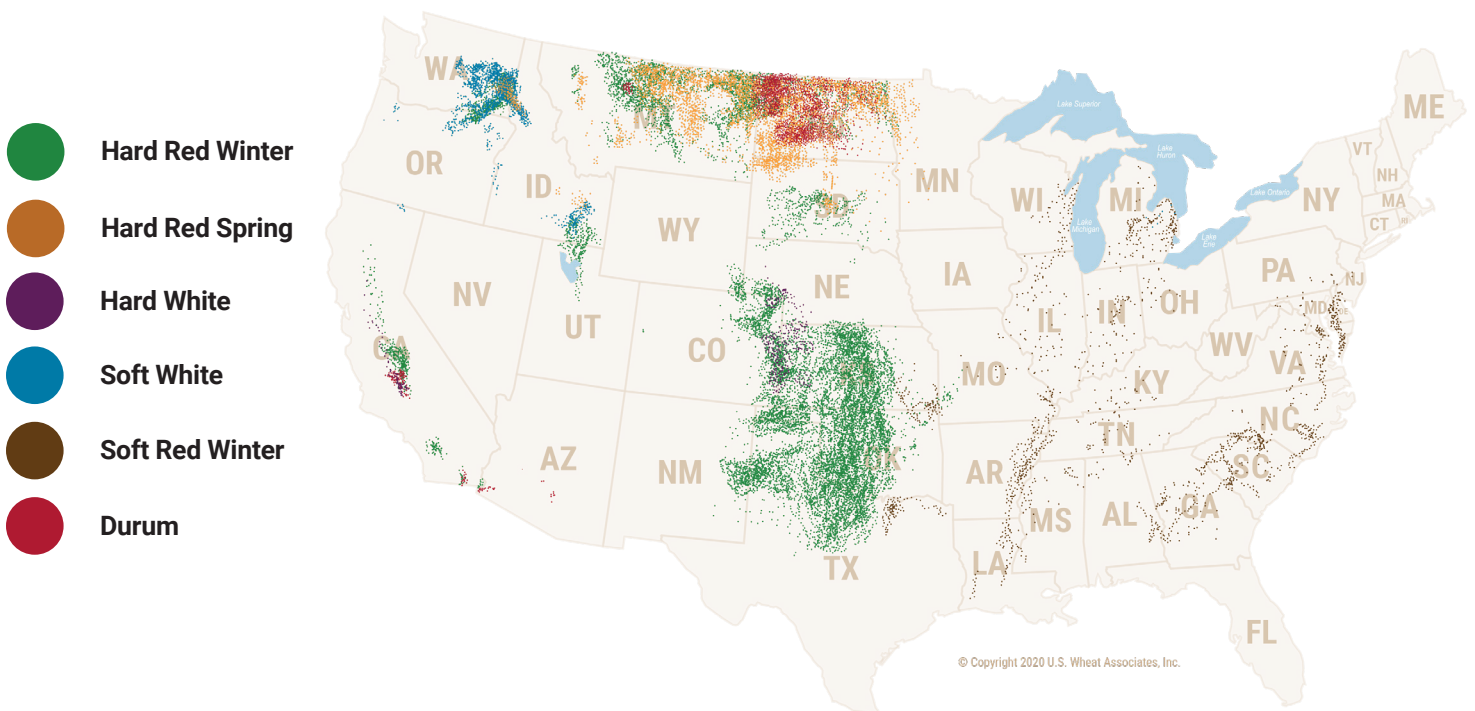 Hard Red Winter
Hard Red Spring
Hard White
Soft White
Soft Red Winter
Durum
WA
OR
ID
MT
ND
SD
MN
WI
MI
ME
VT
NH
MA
CT
RI
NY
Lake Superior
Lake
Huron
Lake
Michigan
Lake Ontario
Lake
Erie
WY
NV
UT
CA
CO
NE
IA
IL
IN
OH
PA
NJ
MD
DE
WV
VA
KY
MO
AZ
NM
OK
AR
TN
NC
SC
MS
AL
GA
LA
TX
FL
© Copyright 2020 U.S. Wheat Associates, Inc.